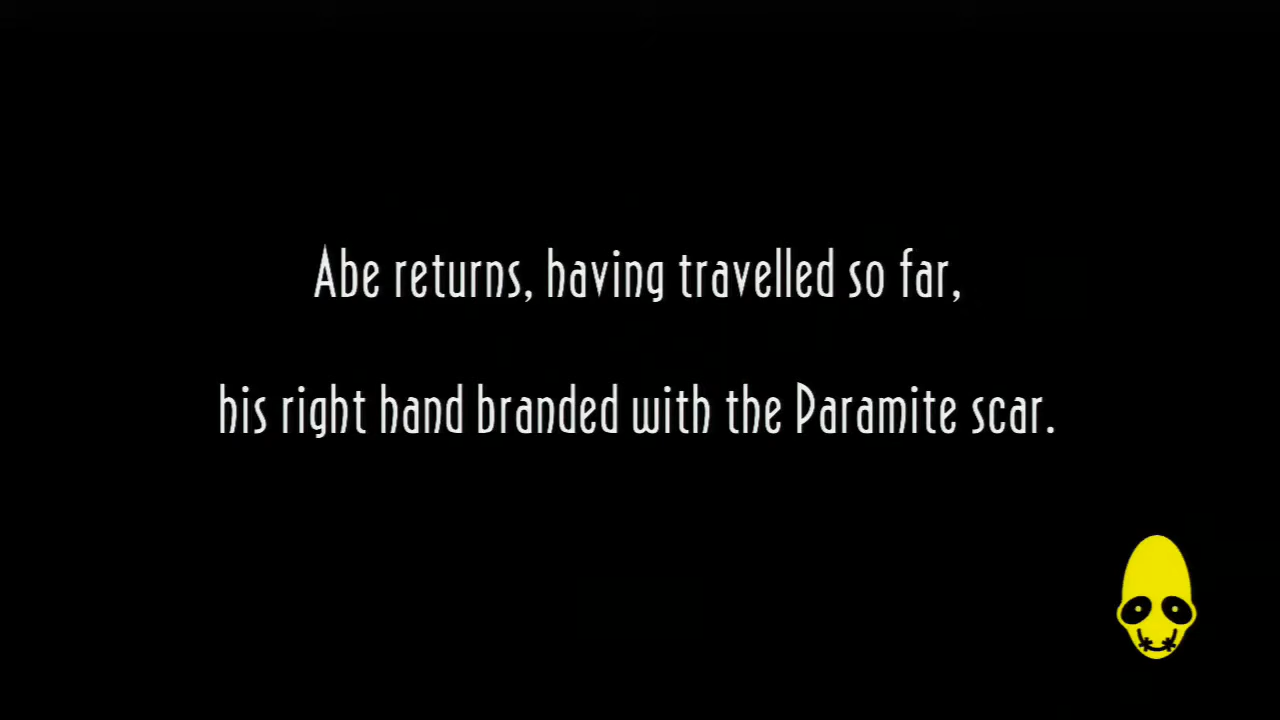 Abe returns, having travelled so far,
his right hand branded with the Paramite scar.